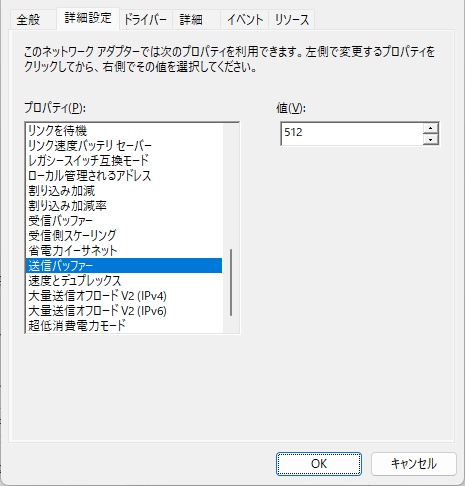 全般
詳細設定
ドライバー
詳細
イベント
リソース
このネットワーク アダプターでは次のプロパティを利用できます。左側で変更するプロパティを
クリックしてから、右側でその値を選択してください。
プロパティ(P):
値(V):
リンクを待機
リンク速度バッテリ セーバー
レガシースイッチ互換モード
ローカル管理されるアドレス
割り込み加減
割り込み加減率
受信バッファー
受信側スケーリング
省電力イーサネット
送信バッファー
速度とデュプレックス
大量送信オフロード V2 (IPv4)
大量送信オフロード V2 (IPv6)
超低消費電力モード
512
OK
キャンセル